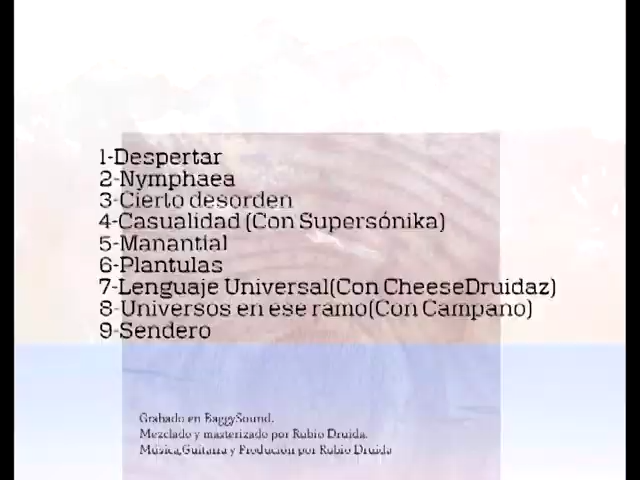 1-Despertar
2-Nymphaea
3-Cierto desorden
4-Casualidad (Con Supersónika)
5-Manantial
6-Plantulas
7-Lenguaje Universal(Con CheeseDruidaz)
8-Universos en ese ramo(Con Campano)
9-Sendero
Grabado en BaggySound.
Mezclado y masterizado por Rubio Druida.
Música,Guitarra y Produción por Rubio Druida